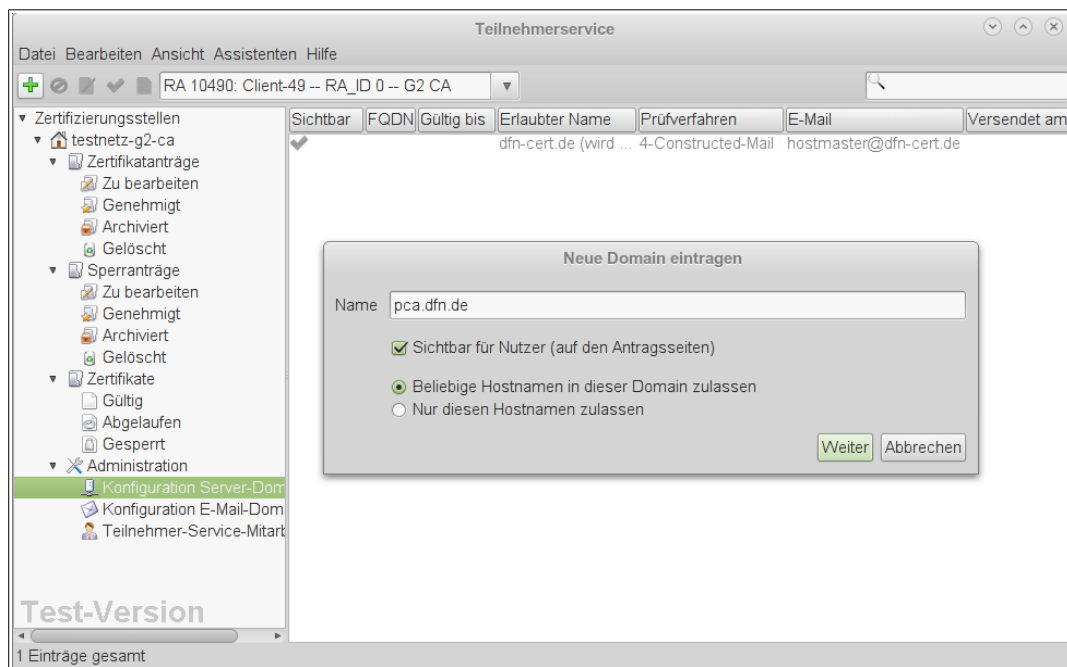 Teilnehmerservice
Datei Bearbeiten Ansicht Assistenten Hilfe
RA 10490: Client-49 -- RA_ID 0 -- G2 CA
Zertifizierungsstellen
testnetz-g2-ca
Zertifikatanträge
Zu bearbeiten
Genehmigt
Archiviert
Gelöscht
Sperranträge
Zu bearbeiten
Genehmigt
Archiviert
Gelöscht
Zertifikate
Gültig
Abgelaufen
Gesperrt
Administration
Konfiguration Server-Dom
Konfiguration E-Mail-Dom
Teilnehmer-Service-Mitarb
Test-Version
1 Einträge gesamt
Sichtbar FQDN Gültig bis Erlaubter Name Prüfverfahren E-Mail Versendet am
dfn-cert.de (wird ... 4-Constructed-Mail hostmaster@dfn-cert.de
Neue Domain eintragen
Name pca.dfn.de
Sichtbar für Nutzer (auf den Antragsseiten)
Beliebige Hostnamen in dieser Domain zulassen
Nur diesen Hostnamen zulassen
Weiter Abbrechen